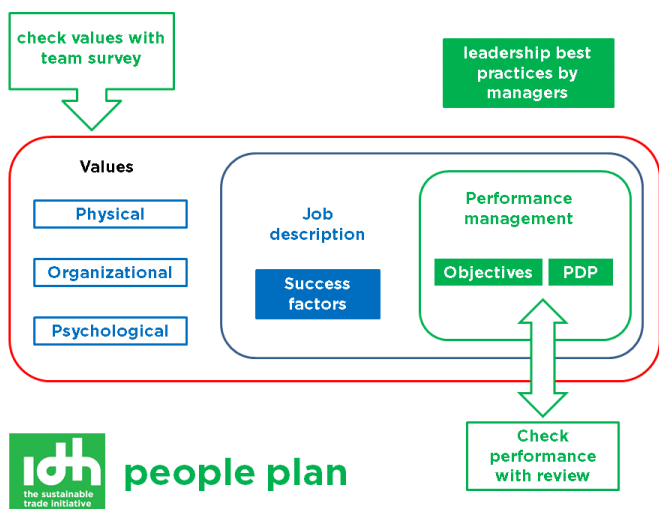 check values with
team survey
leadership best
practices by
managers
Values
Physical
Organizational
Psychological
Job
description
Success
factors
Performance
management
Objectives
PDP
Check
performance
with review
idh
the sustainable
trade initiative
people plan